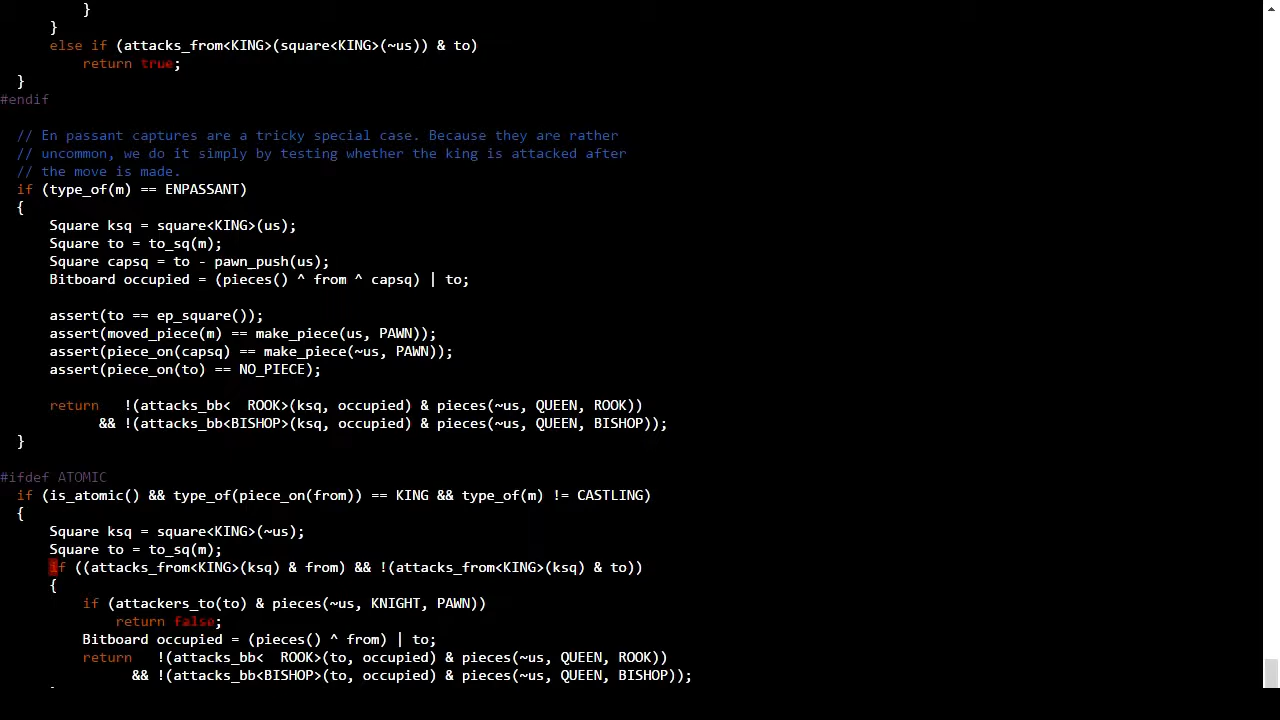 }
}
else if (attacks_from<KING>(square<KING>(~us)) & to)
return true;
}
#endif
// En passant captures are a tricky special case. Because they are rather
// uncommon, we do it simply by testing whether the king is attacked after
// the move is made.
if (type_of(m) == ENPASSANT)
{
Square ksq = square<KING>(us);
Square to = to_sq(m);
Square capsq = to - pawn_push(us);
Bitboard occupied = (pieces() ^ from ^ capsq) | to;
assert(to == ep_square());
assert(moved_piece(m) == make_piece(us, PAWN));
assert(piece_on(capsq) == make_piece(~us, PAWN));
assert(piece_on(to) == NO_PIECE);
return   !(attacks_bb<  ROOK>(ksq, occupied) & pieces(~us, QUEEN, ROOK))
&& !(attacks_bb<BISHOP>(ksq, occupied) & pieces(~us, QUEEN, BISHOP));
}
#ifdef ATOMIC
if (is_atomic() && type_of(piece_on(from)) == KING && type_of(m) != CASTLING)
{
Square ksq = square<KING>(~us);
Square to = to_sq(m);
if ((attacks_from<KING>(ksq) & from) && !(attacks_from<KING>(ksq) & to))
{
if (attackers_to(to) & pieces(~us, KNIGHT, PAWN))
return false;
Bitboard occupied = (pieces() ^ from) | to;
return   !(attacks_bb<  ROOK>(to, occupied) & pieces(~us, QUEEN, ROOK))
&& !(attacks_bb<BISHOP>(to, occupied) & pieces(~us, QUEEN, BISHOP));